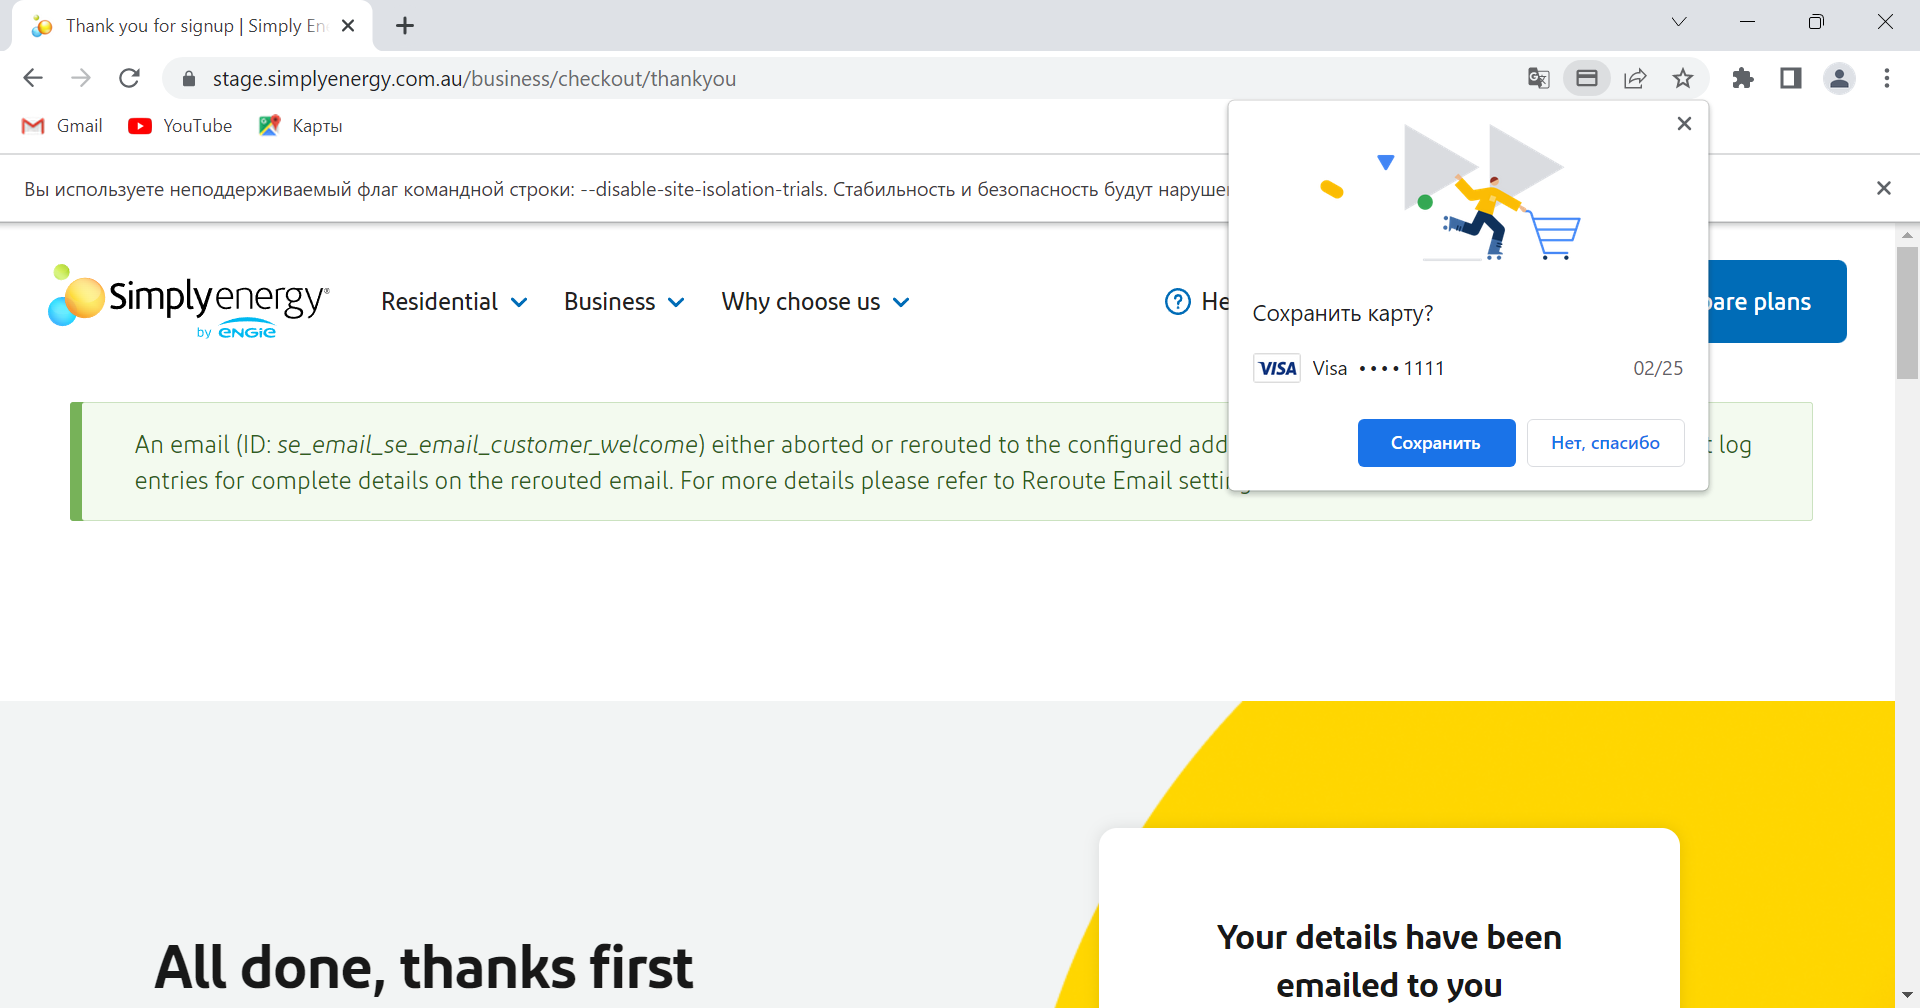 Thank you for signup | Simply En
stage.simplyenergy.com.au/business/checkout/thankyou
Gmail
YouTube
Карты
Вы используете неподдерживаемый флаг командной строки: --disable-site-isolation-trials. Стабильность и безопасность будут наруше
Simplyenergy
by ENGIE
Residential
Business
Why choose us
? He
are plans
Сохранить карту?
VISA Visa •••• 1111 02/25
Сохранить
Нет, спасибо
An email (ID: se_email_se_email_customer_welcome) either aborted or rerouted to the configured add
log
entries for complete details on the rerouted email. For more details please refer to Reroute Email
All done, thanks first
Your details have been
emailed to you